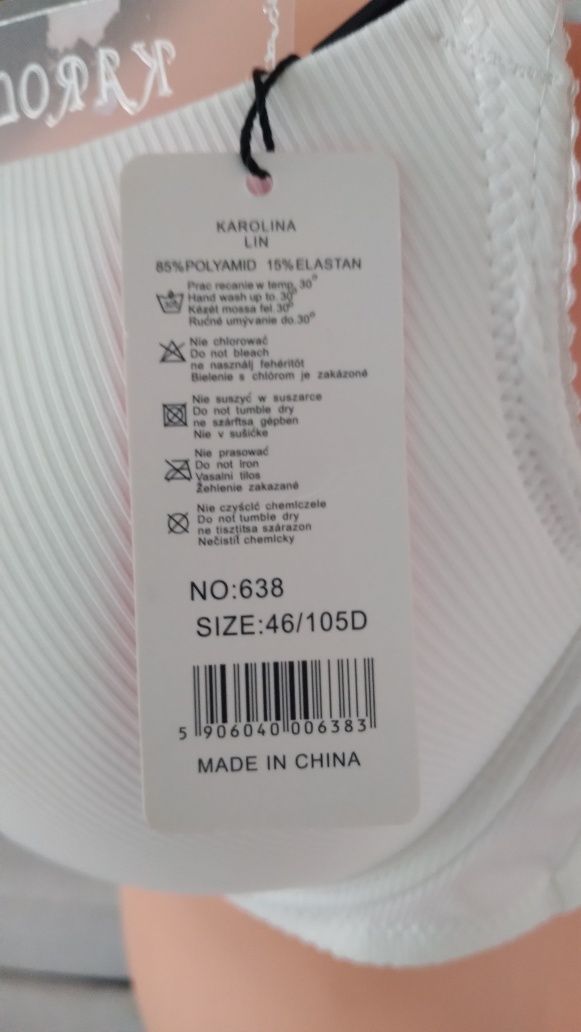 KAROL
KAROLINA
LIN
85%POLYAMID 15%ELASTAN
Prac recanie w temp. 30°
Hand wash up to. 30°
Kézét mossa fel.30°
Ručné umývanie do.30°
Nie chlorować
Do not bleach
ne nasználj fehérítöt
Bielenie s chlórom je zakázoné
Nie suszyć w suszarce
Do not tumble dry
ne szárftsa gépben
Nie v sušičke
Nie prasować
Do not iron
Vasalni tilos
Žehlenie zakazané
Nie czyścić chemiczele
Do not tumble dry
ne tisztitsa szárazon
Nečistiť chemicky
NO:638
SIZE:46/105D
5 906040 006383
MADE IN CHINA